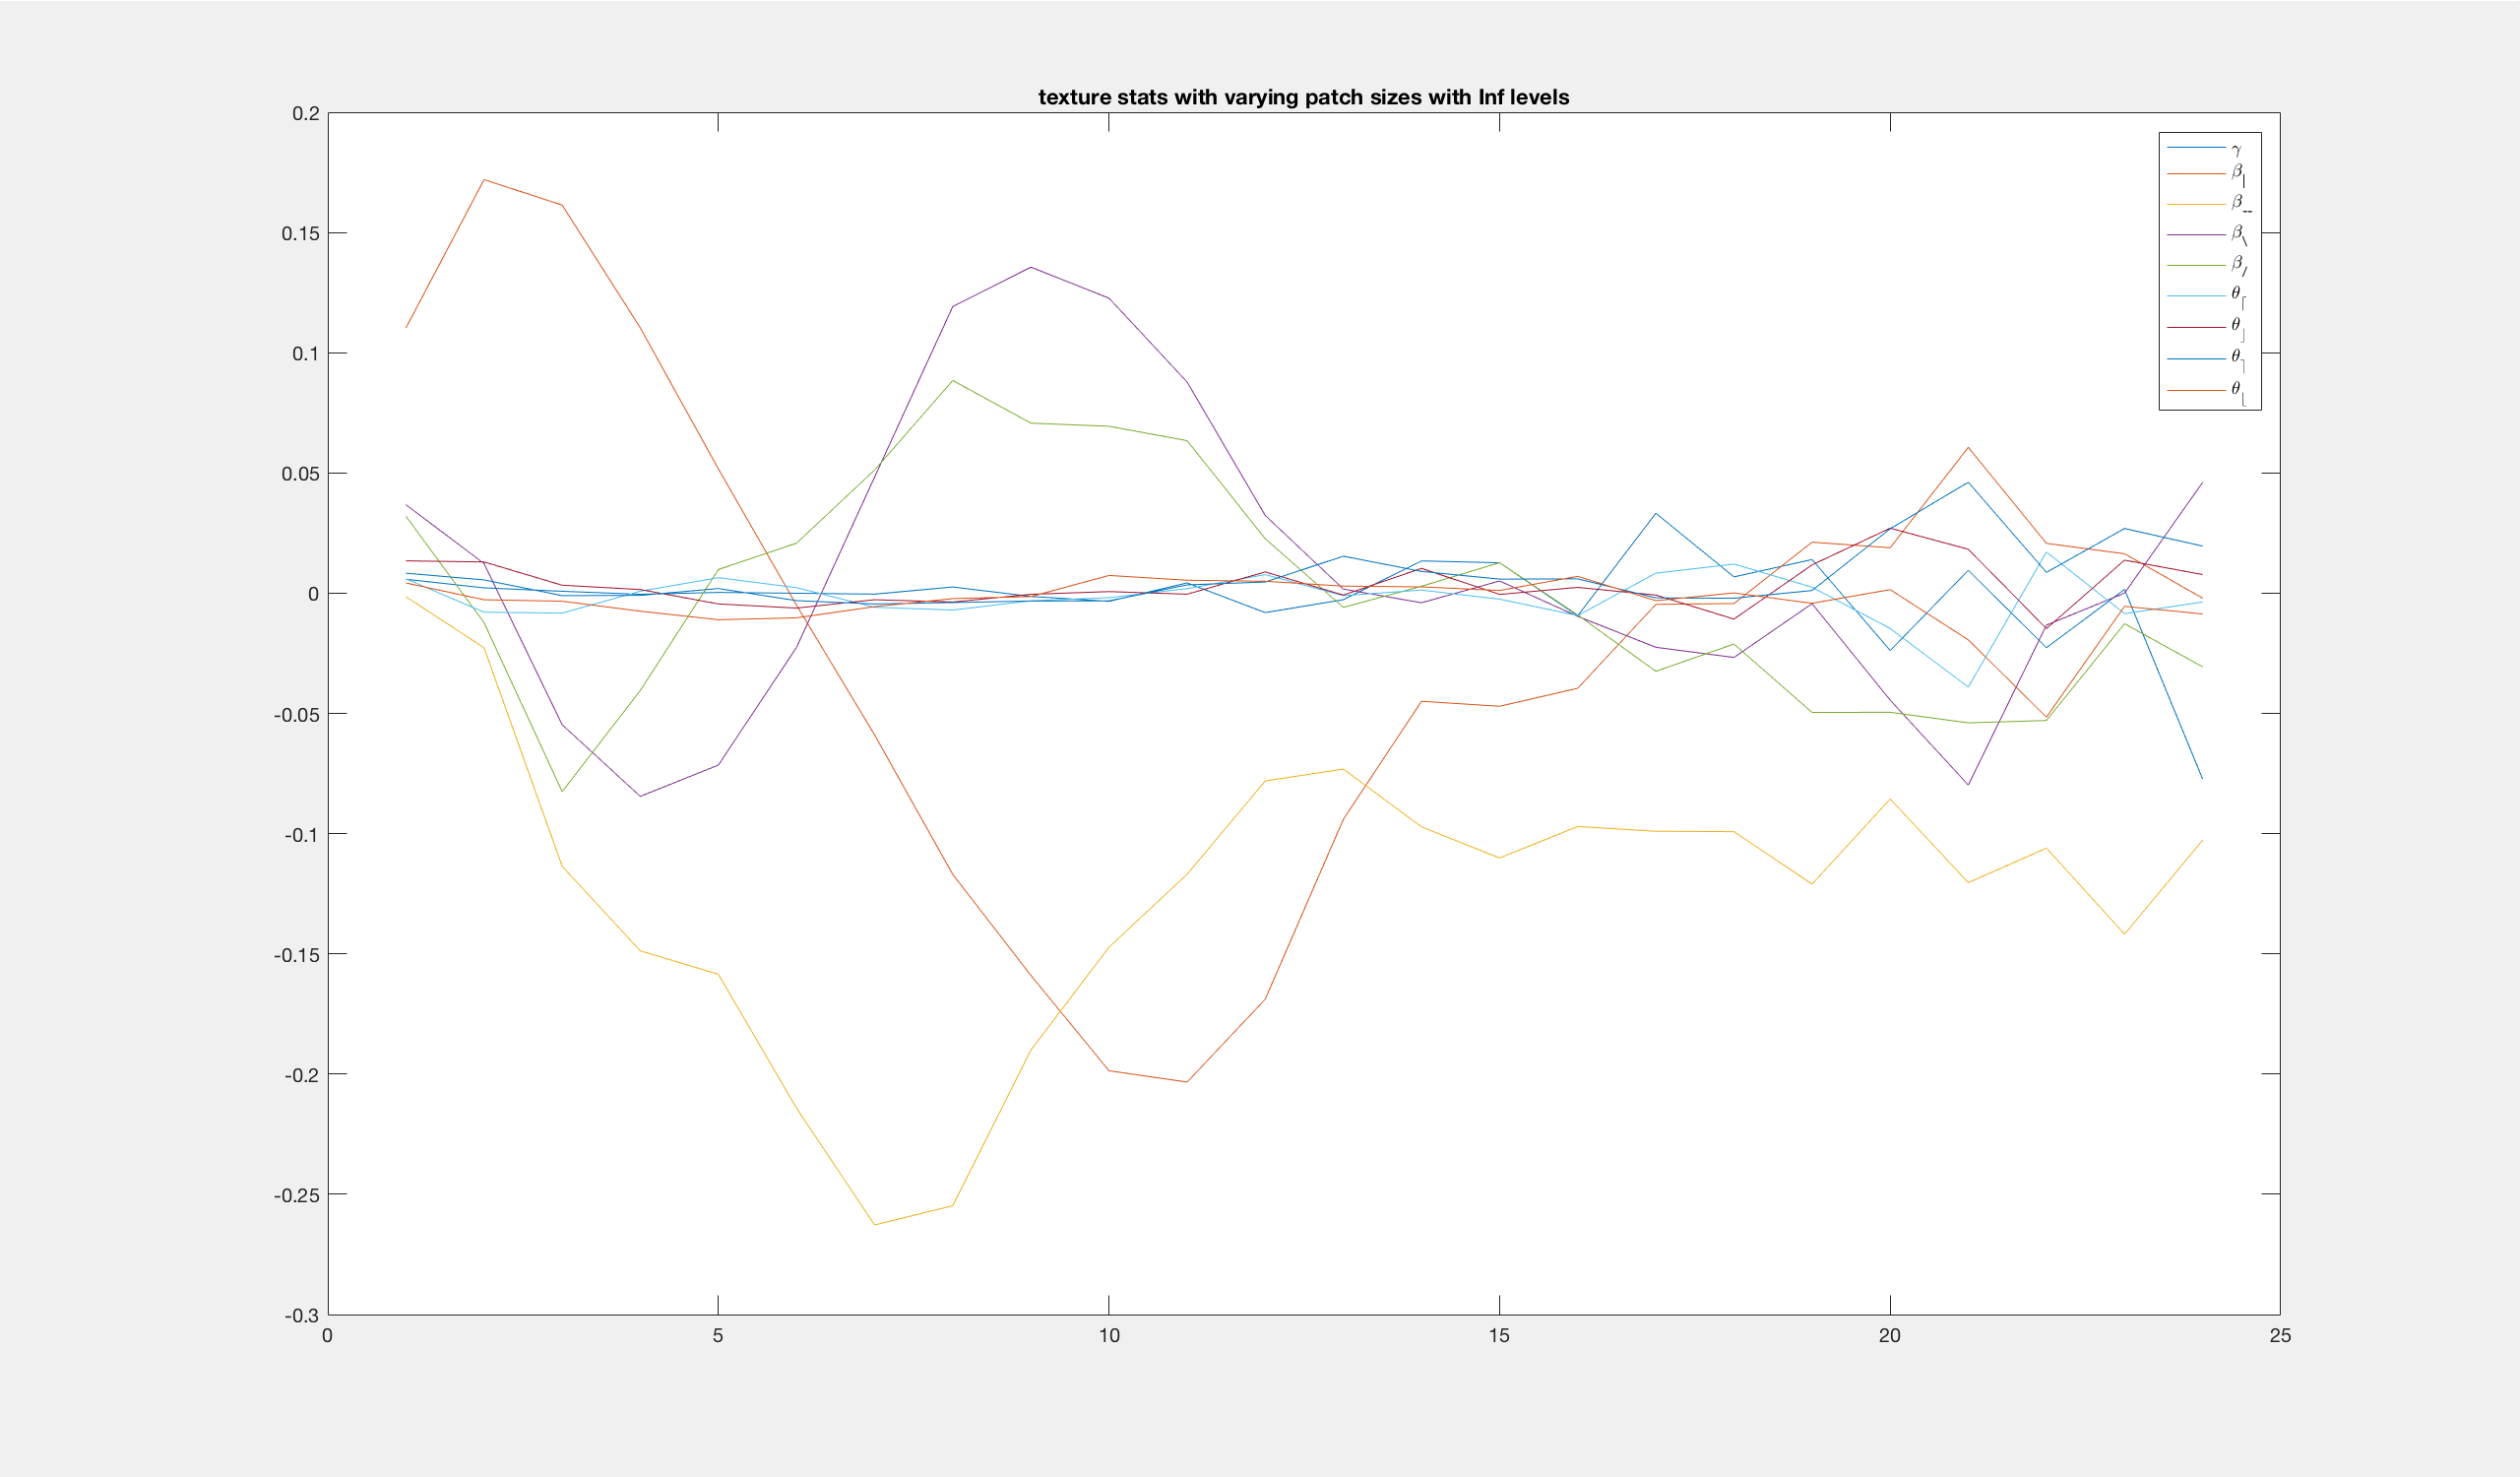 texture stats with varying patch sizes with Inf levels
0.2
0.15
0.1
0.05
0
-0.05
-0.1
-0.15
-0.2
-0.25
-0.3
0 5 10 15 20 25
γ
β|
β--
β\
β/
θ⌈
θ⌋
θ⌉
θ⌊